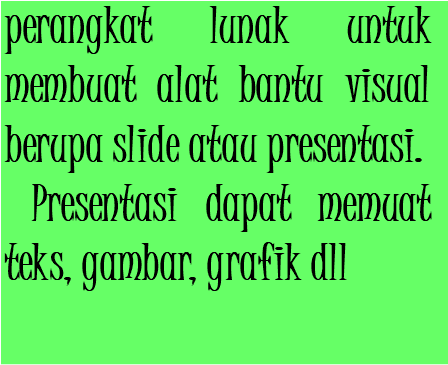 perangkat lunak untuk
membuat alat bantu visual
berupa slide atau presentasi.
Presentasi dapat memuat
teks, gambar, grafik dll